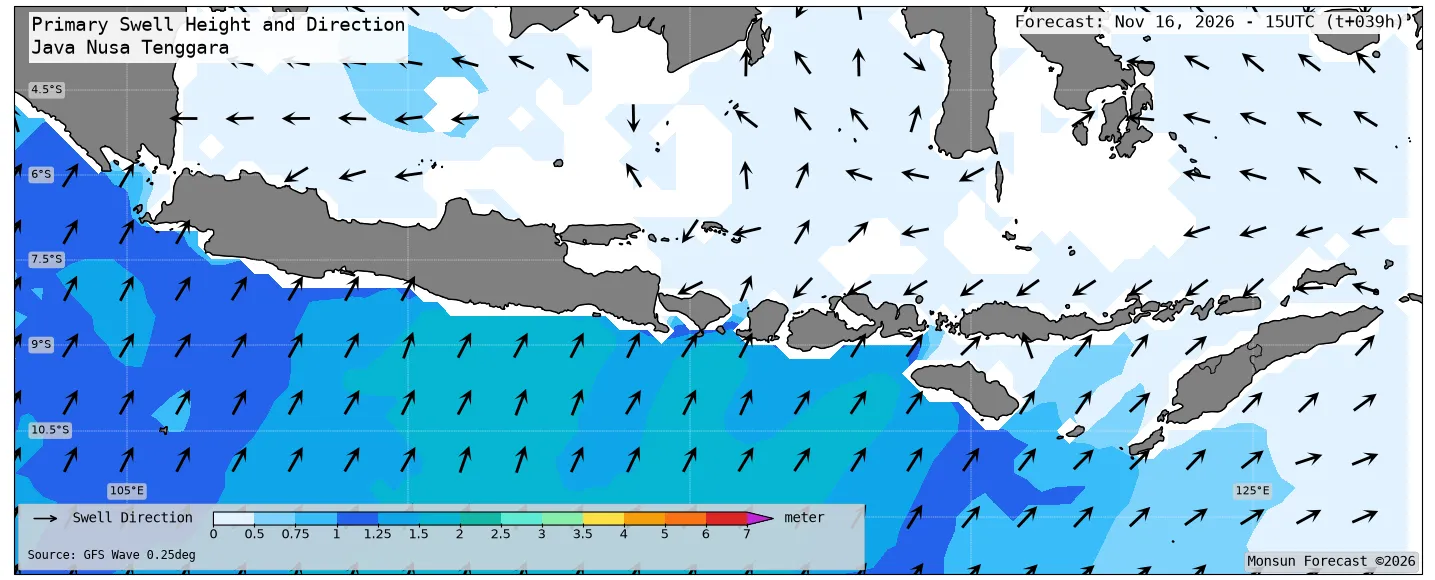 Primary Swell Height and Direction
Java Nusa Tenggara
Forecast: Nov 16, 2026 - 15UTC (t+039h)
4.5°S
6°S
7.5°S
9°S
10.5°S
105°E
125°E
Swell Direction
meter
0 0.5 0.75 1 1.25 1.5 2 2.5 3 3.5 4 5 6 7
Source: GFS Wave 0.25deg
Monsun Forecast ©2026